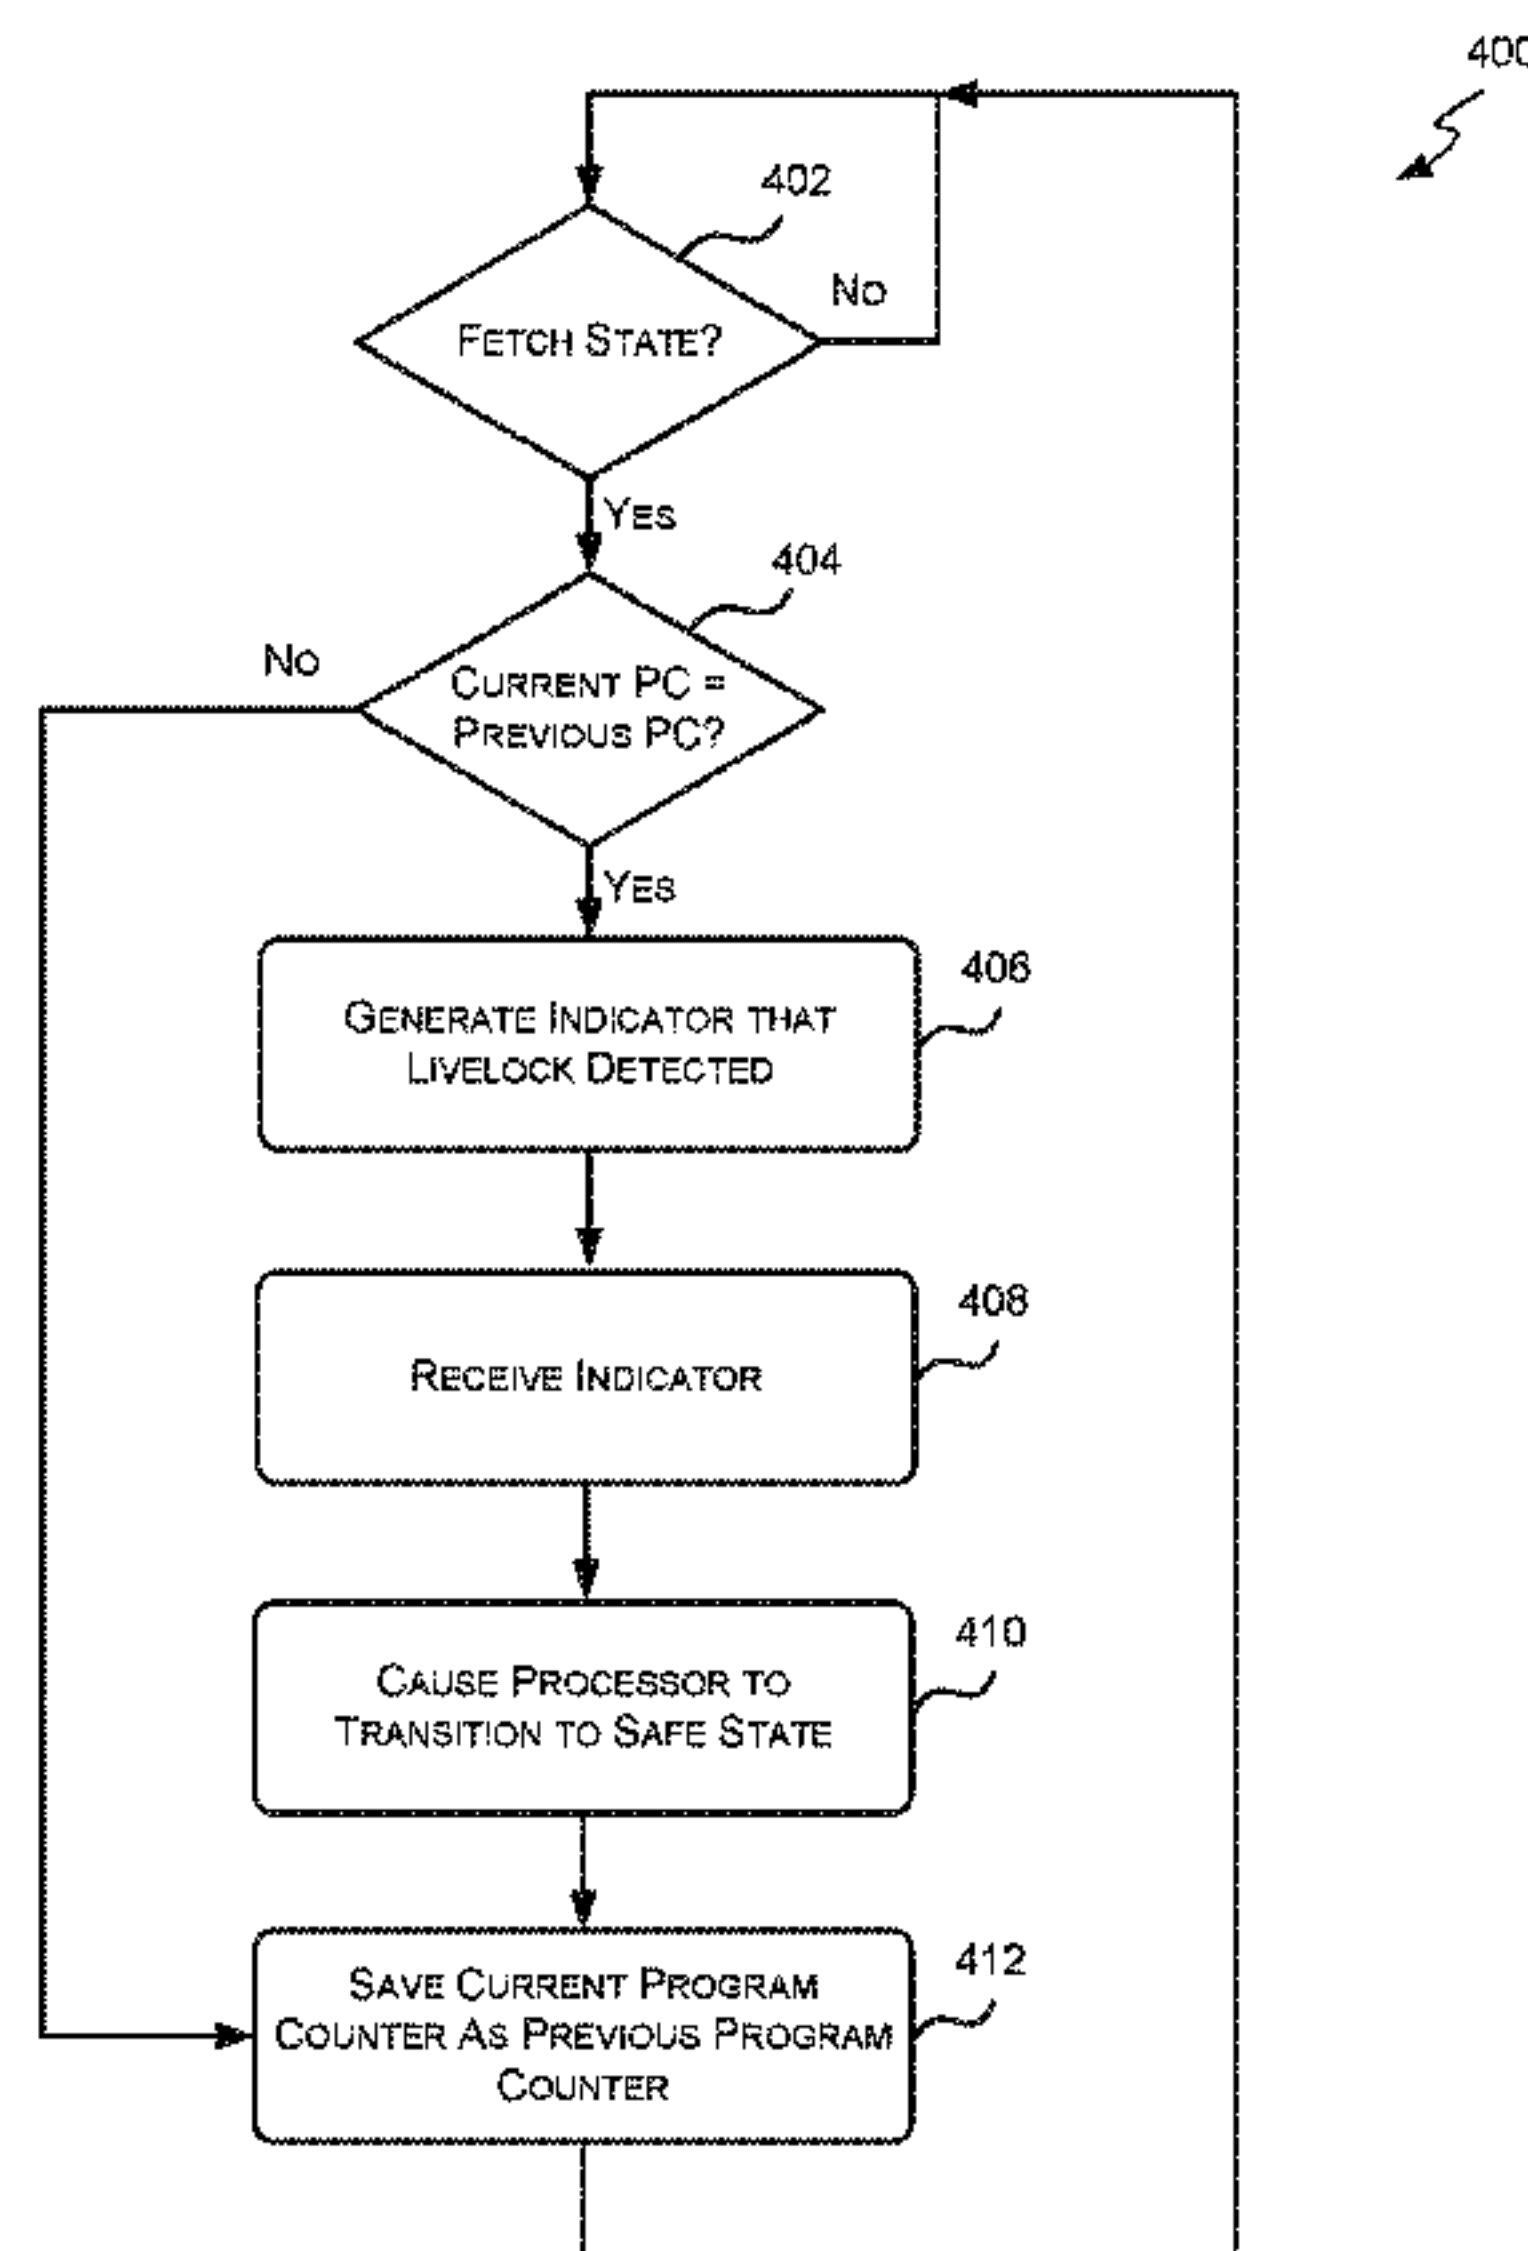 400
402
FETCH STATE?
NO
YES
404
NO
CURRENT PC =
PREVIOUS PC?
YES
406
GENERATE INDICATOR THAT
LIVELOCK DETECTED
408
RECEIVE INDICATOR
410
CAUSE PROCESSOR TO
TRANSITION TO SAFE STATE
412
SAVE CURRENT PROGRAM
COUNTER AS PREVIOUS PROGRAM
COUNTER